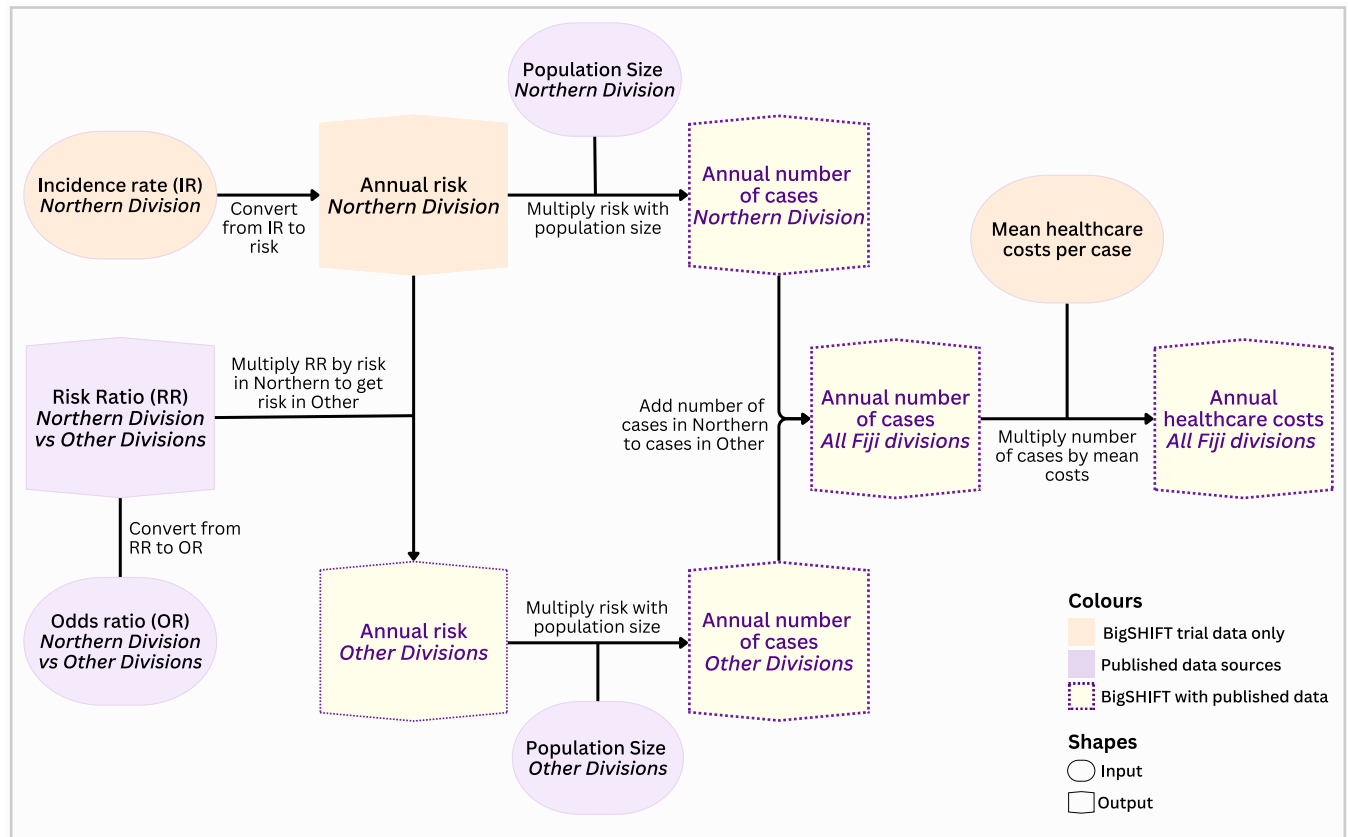 Population Size
Northern Division
Incidence rate (IR)
Northern Division
Convert
from IR to
risk
Annual risk
Northern Division
Multiply risk with
population size
Annual number
of cases
Northern Division
Mean healthcare
costs per case
Risk Ratio (RR)
Northern Division
vs Other Divisions
Multiply RR by risk
in Northern to get
risk in Other
Add number of
cases in Northern
to cases in Other
Annual number
of cases
All Fiji divisions
Multiply number
of cases by mean
costs
Annual
healthcare costs
All Fiji divisions
Convert from
RR to OR
Odds ratio (OR)
Northern Division
vs Other Divisions
Annual risk
Other Divisions
Multiply risk with
population size
Annual number
of cases
Other Divisions
Population Size
Other Divisions
Colours
BigSHIFT trial data only
Published data sources
BigSHIFT with published data
Shapes
Input
Output